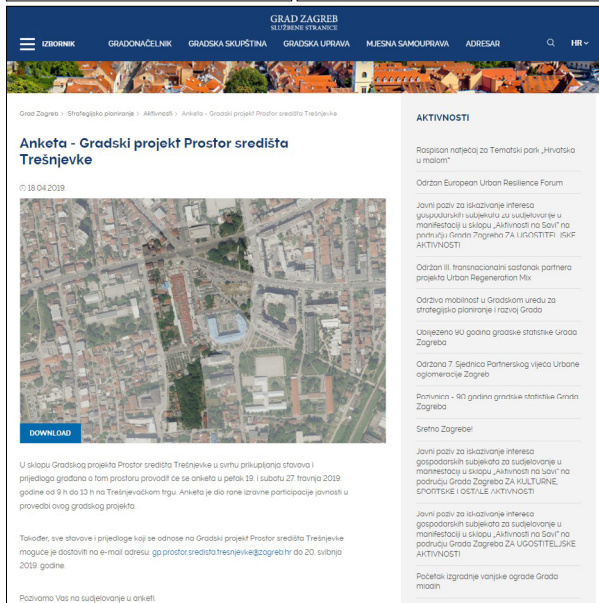 GRAD ZAGREB
SLUŽBENE STRANICE
IZBORNIK
GRADONAČELNIK
GRADSKA SKUPŠTINA
GRADSKA UPRAVA
MJESNA SAMOUPRAVA
ADRESAR
HR
Grad Zagreb > Strategijsko planiranje > Aktivnosti > Anketa - Gradski projekt Prostor središta Trešnjevke
Anketa - Gradski projekt Prostor središta
Trešnjevke
18.04.2019.
DOWNLOAD
U sklopu Gradskog projekta Prostor središta Trešnjevke u svrhu prikupljanja stavova i
prijedloga građana o tom prostoru provodit će se anketa u petak 19. i subotu 27. travnja 2019.
godine od 9 h do 13 h na Trešnjevačkom trgu. Anketa je dio rane izravne participacije javnosti u
provedbi ovog gradskog projekta.
Također, sve stavove i prijedloge koji se odnose na Gradski projekt Prostor središta Trešnjevke
moguće je dostaviti na e-mail adresu: gp.prostor.sredista.tresnjevke@zagreb.hr do 20. svibnja
2019. godine.
Pozivamo Vas na sudjelovanje u anketi.
AKTIVNOSTI
Raspisan natječaj za Tematski park „Hrvatska
u malom"
Održan European Urban Resilience Forum
Javni poziv za iskazivanje interesa
gospodarskih subjekata za sudjelovanje u
manifestaciji u sklopu „Aktivnosti na Savi" na
području Grada Zagreba ZA UGOSTITELJSKE
AKTIVNOSTI
Održan III. transnacionalni sastanak partnera
projekta Urban Regeneration Mix
Održiva mobilnost u Gradskom uredu za
strategijsko planiranje i razvoj Grada
Obilježeno 90 godina gradske statistike Grada
Zagreba
Održana 7. Sjednica Partnerskog vijeća Urbane
aglomeracije Zagreb
Pozivnica - 90 godina gradske statistike Grada
Zagreba
Sretno Zagrebe!
Javni poziv za iskazivanje interesa
gospodarskih subjekata za sudjelovanje u
manifestaciji u sklopu „Aktivnosti na Savi" na
području Grada Zagreba ZA KULTURNE,
SPORTSKE I OSTALE AKTIVNOSTI
Javni poziv za iskazivanje interesa
gospodarskih subjekata za sudjelovanje u
manifestaciji u sklopu „Aktivnosti na Savi" na
području Grada Zagreba ZA UGOSTITELJSKE
AKTIVNOSTI
Početak izgradnje vanjske ograde Grada
mladih